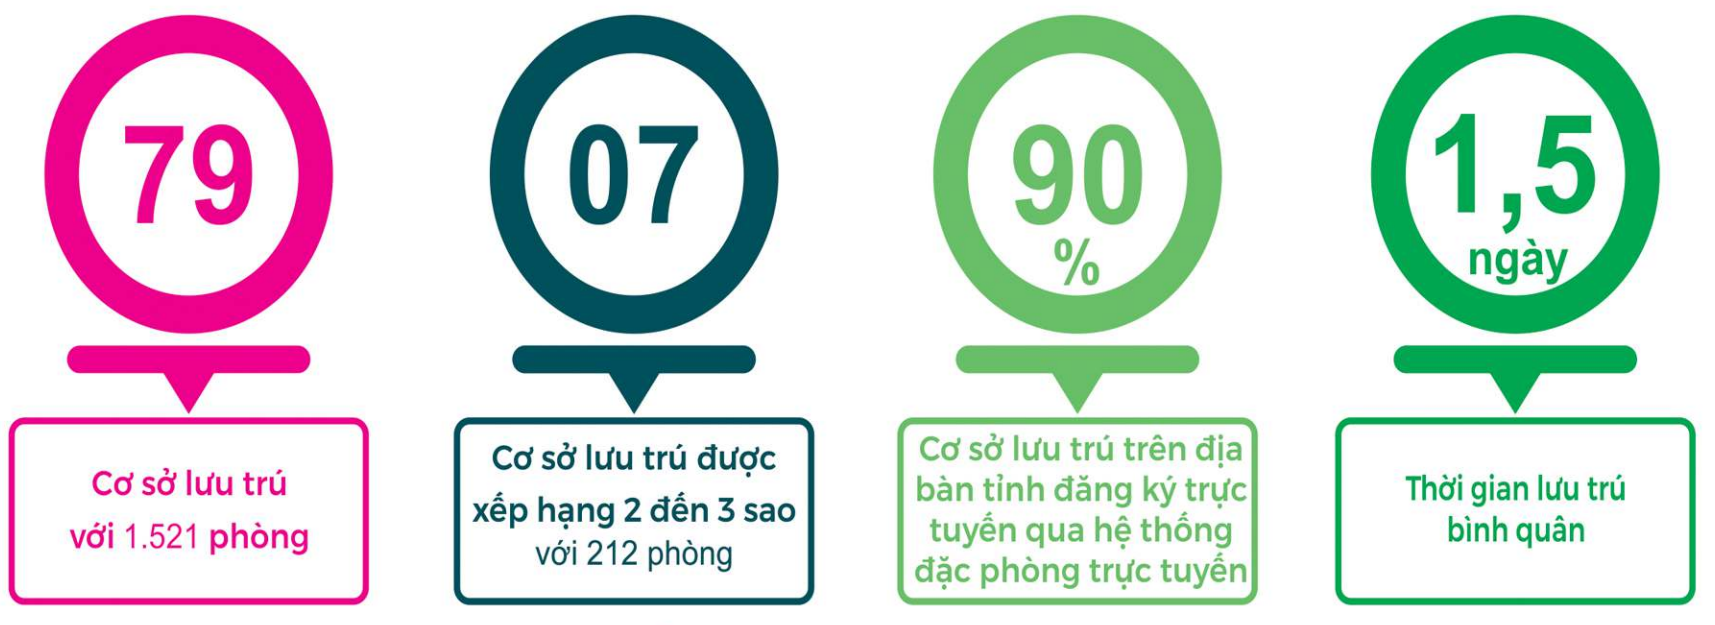 79
Cơ sở lưu trú
với 1.521 phòng
07
Cơ sở lưu trú được
xếp hạng 2 đến 3 sao
với 212 phòng
90
%
Cơ sở lưu trú trên địa
bàn tỉnh đăng ký trực
tuyến qua hệ thống
đặc phòng trực tuyến
1,5
ngày
Thời gian lưu trú
bình quân